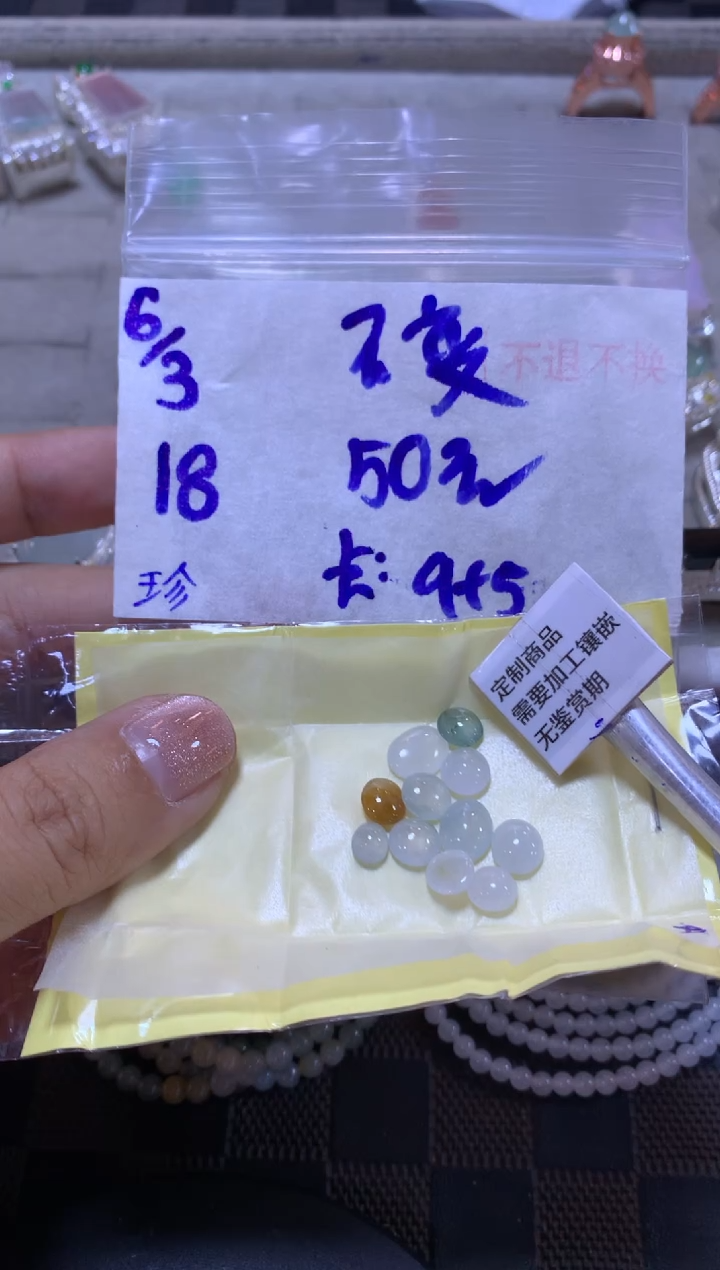 6/3
不退不换
18
50元
珍
9+5
定制商品
需要加工镶嵌
无鉴赏期